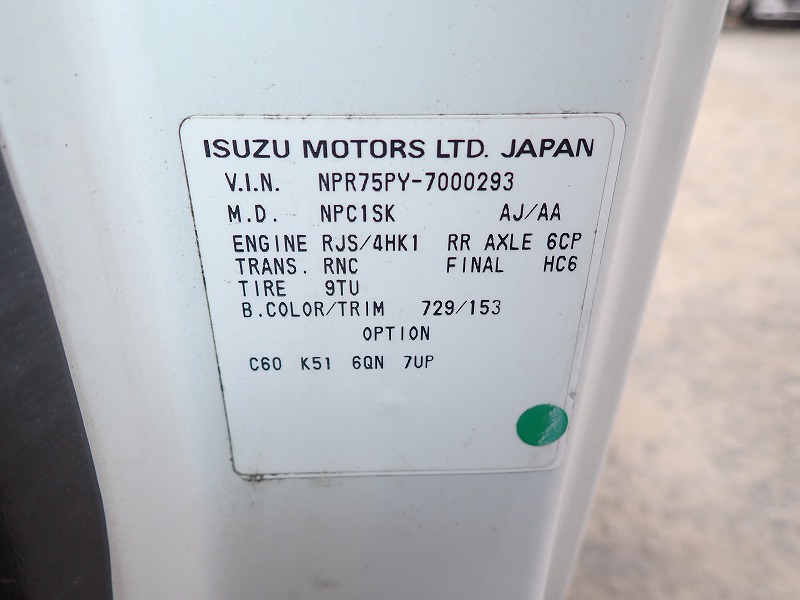 ISUZU MOTORS LTD. JAPAN
V.I.N. NPR75PY-7000293
M.D. NPC1SK AJ/AA
ENGINE RJS/4HK1 RR AXLE 6CP
TRANS. RNC FINAL HC6
TIRE 9TU
B.COLOR/TRIM 729/153
OPTION
C60 K51 6QN 7UP